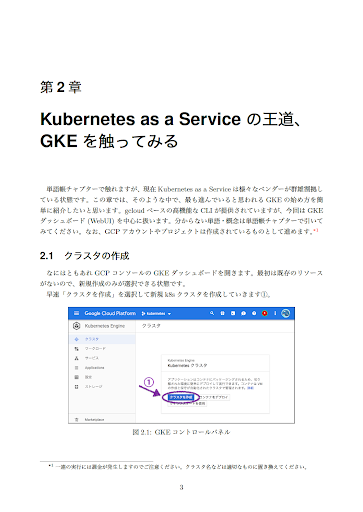 第 2 章
Kubernetes as a Service の王道、
GKE を触ってみる
単語帳チャプターで触れますが、現在 Kubernetes as a Service は様々なベンダーが群雄割拠し
ている状態です。この章では、そのような中で、最も進んでいると思われる GKE の始め方を簡
単に紹介したいと思います。gcloud ベースの高機能な CLI が提供されていますが、今回は GKE
ダッシュボード (WebUI) を中心に扱います。分からない単語・概念は単語帳チャプターで引いて
みてください。なお、GCP アカウントやプロジェクトは作成されているものとして進めます。*1
2.1 クラスタの作成
なにはともあれ GCP コンソールの GKE ダッシュボードを開きます。最初は既存のリソース
がないので、新規作成のみが選択できる状態です。
早速「クラスタを作成」を選択して新規 k8s クラスタを作成していきます①。
Google Cloud Platform kubernetes
Kubernetes Engine クラスタ
クラスタ
ワークロード
サービス
Applications
設定
ストレージ
Marketplace
Kubernetes Engine
Kubernetes クラスタ
①
クラスタを作成
図 2.1: GKE コントロールパネル
*1 一連の実行には課金が発生しますのでご注意ください。クラスタ名などは適切なものに置き換えてください。
3